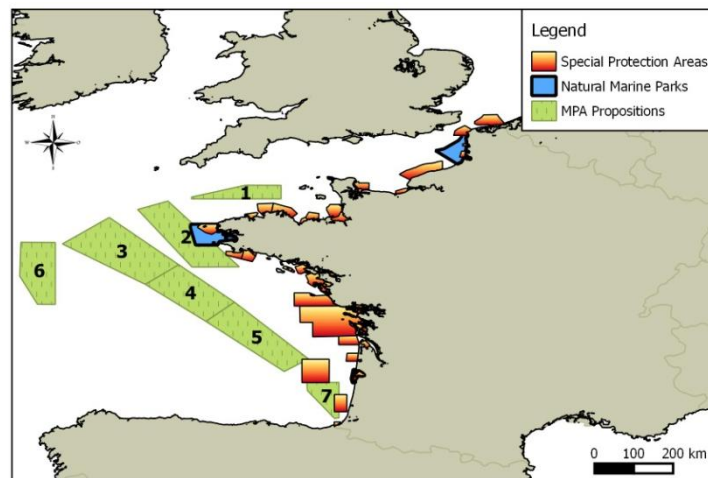 Legend
Special Protection Areas
Natural Marine Parks
MPA Propositions
1
2
3
6
4
5
7
0 100 200 km